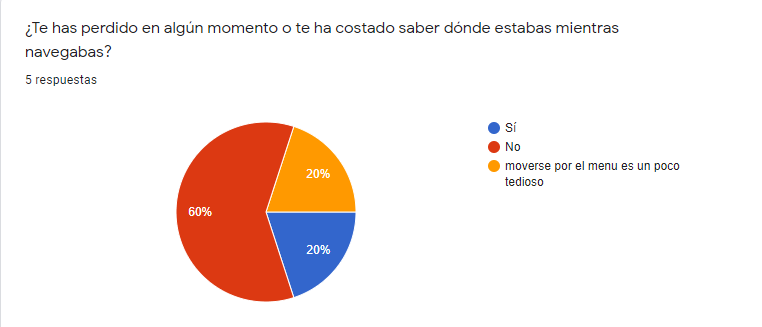 ¿Te has perdido en algún momento o te ha costado saber dónde estabas mientras
navegabas?
5 respuestas
Sí
No
moverse por el menu es un poco
tedioso
20%
60%
20%